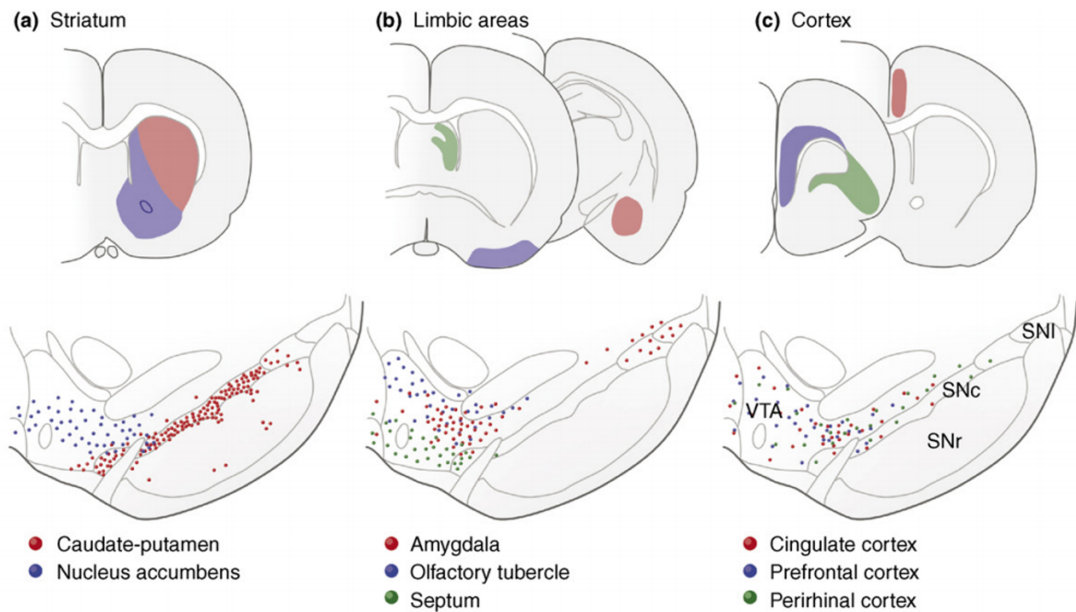 (a) Striatum
(b) Limbic areas
(c) Cortex
SNl
SNc
VTA
SNr
Caudate-putamen
Nucleus accumbens
Amygdala
Olfactory tubercle
Septum
Cingulate cortex
Prefrontal cortex
Perirhinal cortex